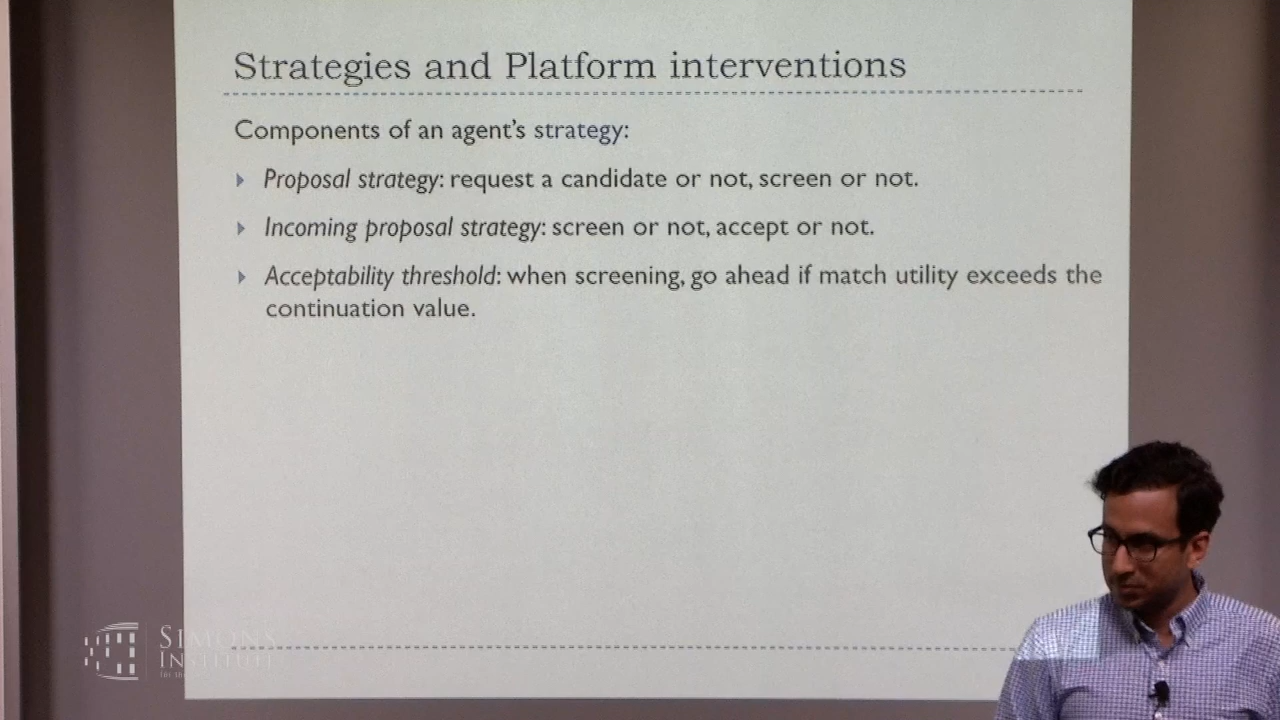 Strategies and Platform interventions
Components of an agent's strategy:
Proposal strategy: request a candidate or not, screen or not.
Incoming proposal strategy: screen or not, accept or not.
Acceptability threshold: when screening, go ahead if match utility exceeds the
continuation value.
SIMONS
INSTITUTE